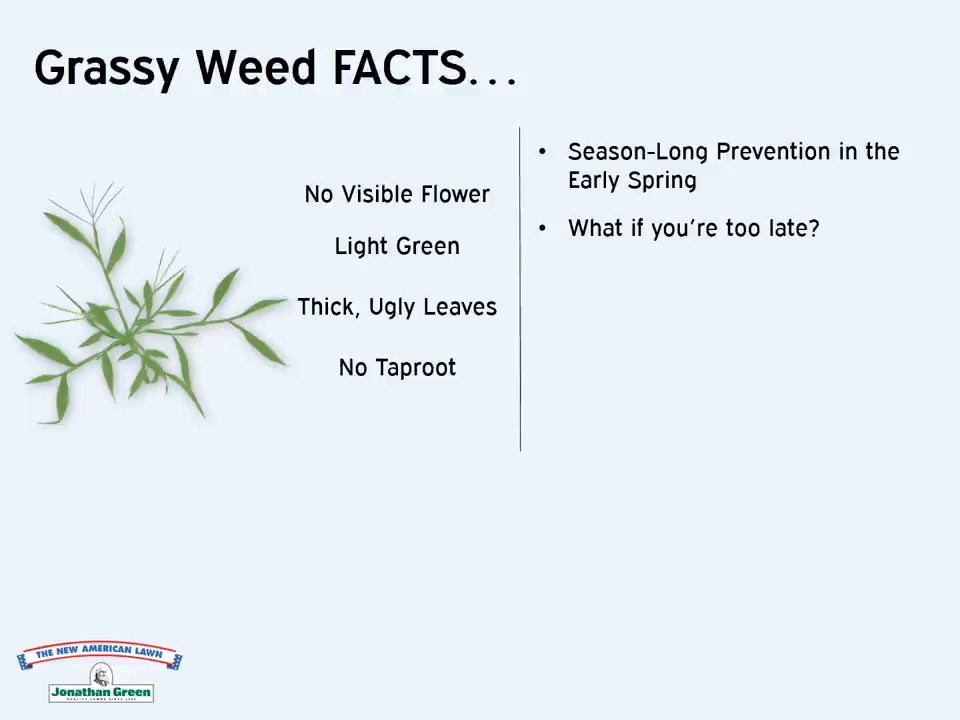 Grassy Weed FACTS...
No Visible Flower
Light Green
Thick, Ugly Leaves
No Taproot
• Season-Long Prevention in the
Early Spring
• What if you're too late?
THE NEW AMERICAN LAWN
Jonathan Green